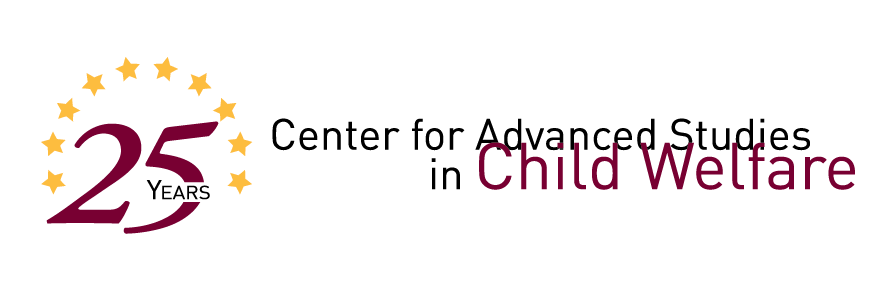 25
YEARS
Center for Advanced Studies
in Child Welfare